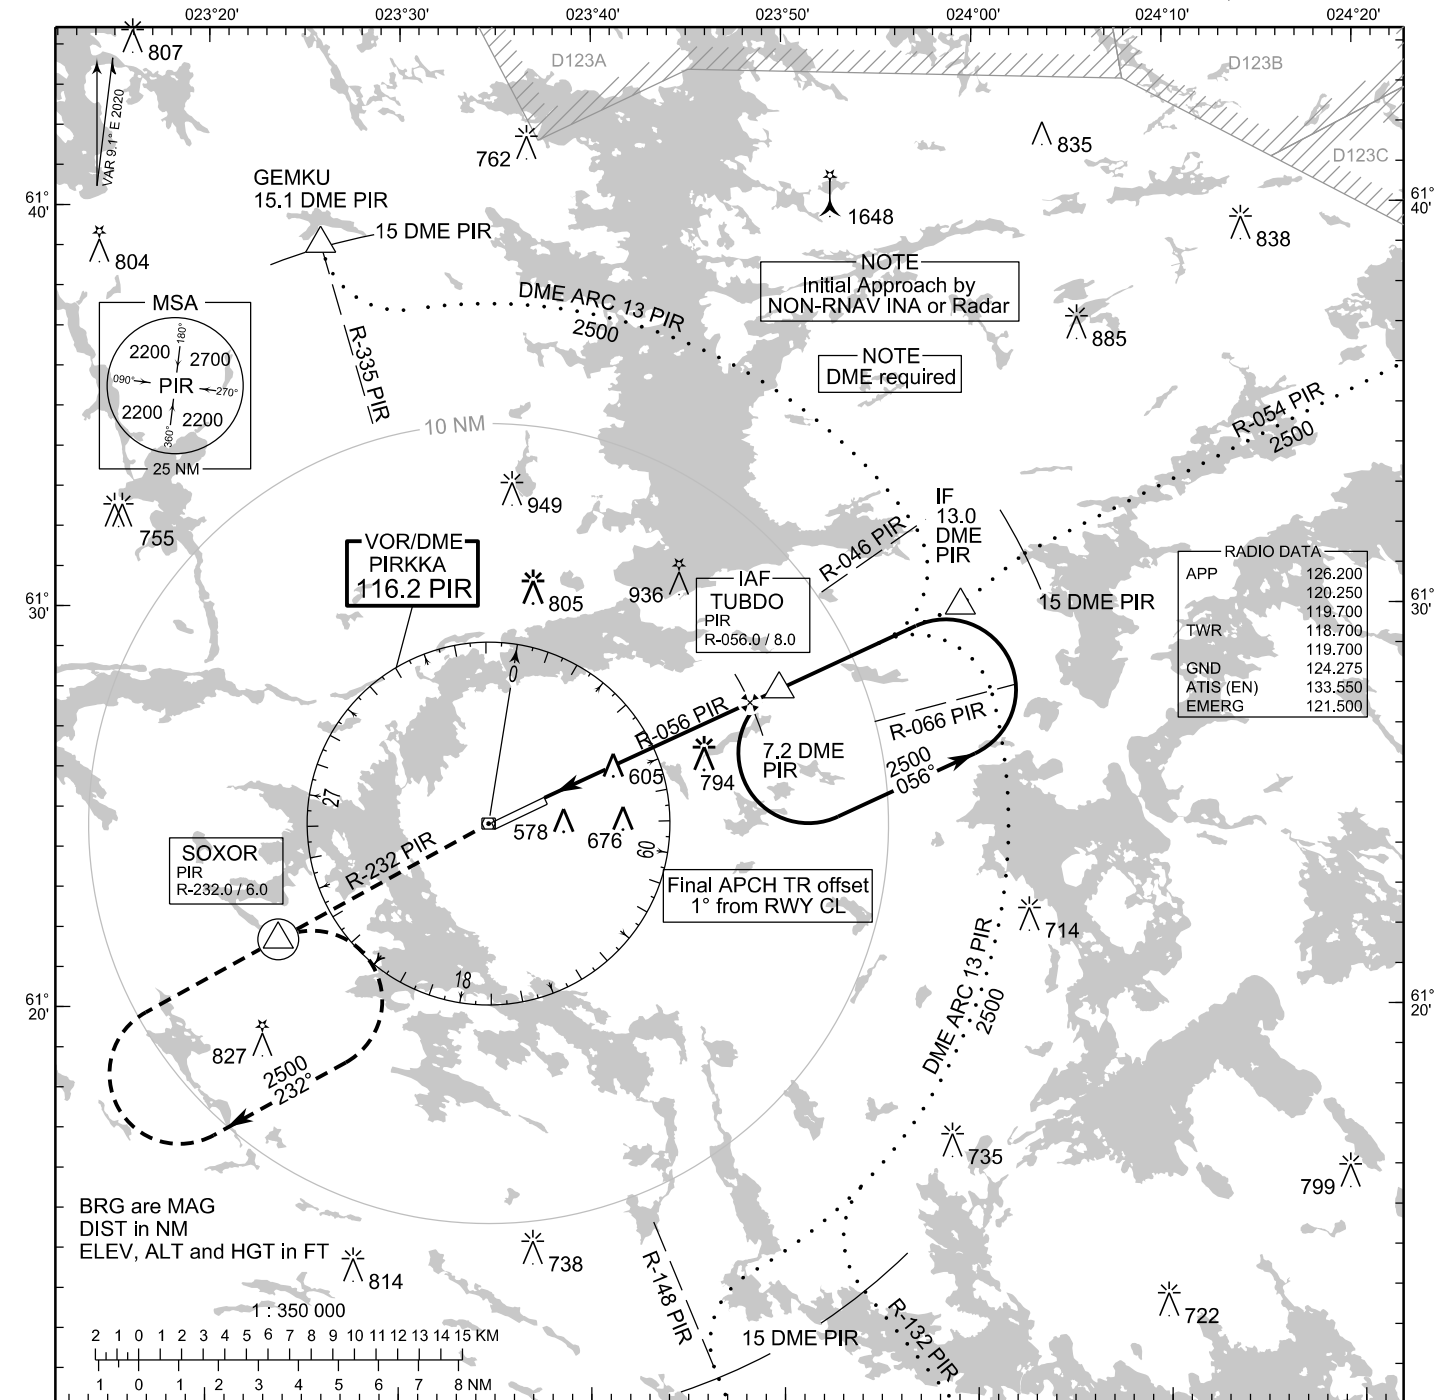 023°20'
023°30'
023°40'
023°50'
024°00'
024°10'
024°20'
807
D123A
D123B
VAR 9.1° E 2020
762
835
D123C
GEMKU
15.1 DME PIR
61°
40'
61°
40'
15 DME PIR
1648
838
804
NOTE
Initial Approach by
NON-RNAV INA or Radar
DME ARC 13 PIR
2500
MSA
180°
2200
2700
090°
PIR
270°
2200
2200
360°
25 NM
885
R-335 PIR
NOTE
DME required
R-054 PIR
2500
10 NM
949
755
IF
13.0
DME
PIR
R-046 PIR
VOR/DME
PIRKKA
116.2 PIR
805
936
IAF
TUBDO
PIR
R-056.0 / 8.0
15 DME PIR
RADIO DATA
APP 126.200
120.250
119.700
TWR 118.700
119.700
GND 124.275
ATIS (EN) 133.550
EMERG 121.500
61°
30'
61°
30'
0
R-056 PIR
R-066 PIR
7.2 DME
PIR
2500
056°
605
794
27
578
676
09
SOXOR
PIR
R-232.0 / 6.0
R-232 PIR
Final APCH TR offset
1° from RWY CL
714
18
DME ARC 13 PIR
2500
61°
20'
61°
20'
827
2500
232°
735
799
BRG are MAG
DIST in NM
ELEV, ALT and HGT in FT
738
814
R-148 PIR
722
1 : 350 000
2 1 0 1 2 3 4 5 6 7 8 9 10 11 12 13 14 15 KM
15 DME PIR
R-132 PIR
1 0 1 2 3 4 5 6 7 8 NM